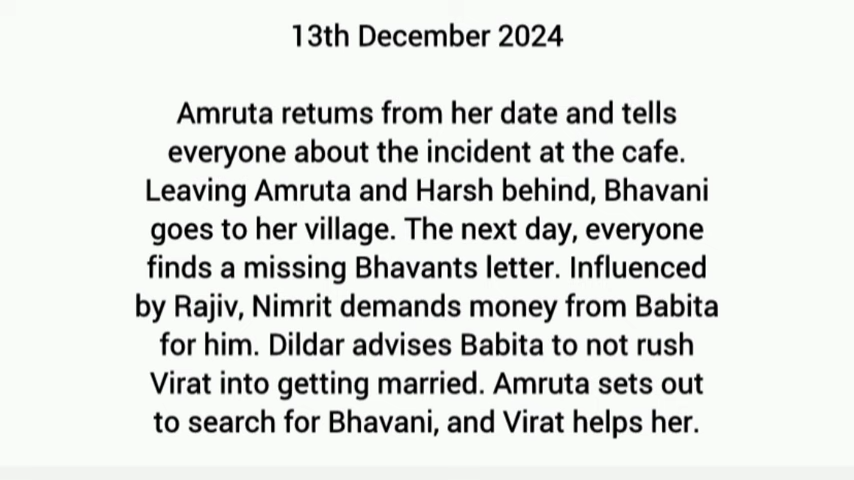 13th December 2024
Amruta retums from her date and tells
everyone about the incident at the cafe.
Leaving Amruta and Harsh behind, Bhavani
goes to her village. The next day, everyone
finds a missing Bhavants letter. Influenced
by Rajiv, Nimrit demands money from Babita
for him. Dildar advises Babita to not rush
Virat into getting married. Amruta sets out
to search for Bhavani, and Virat helps her.